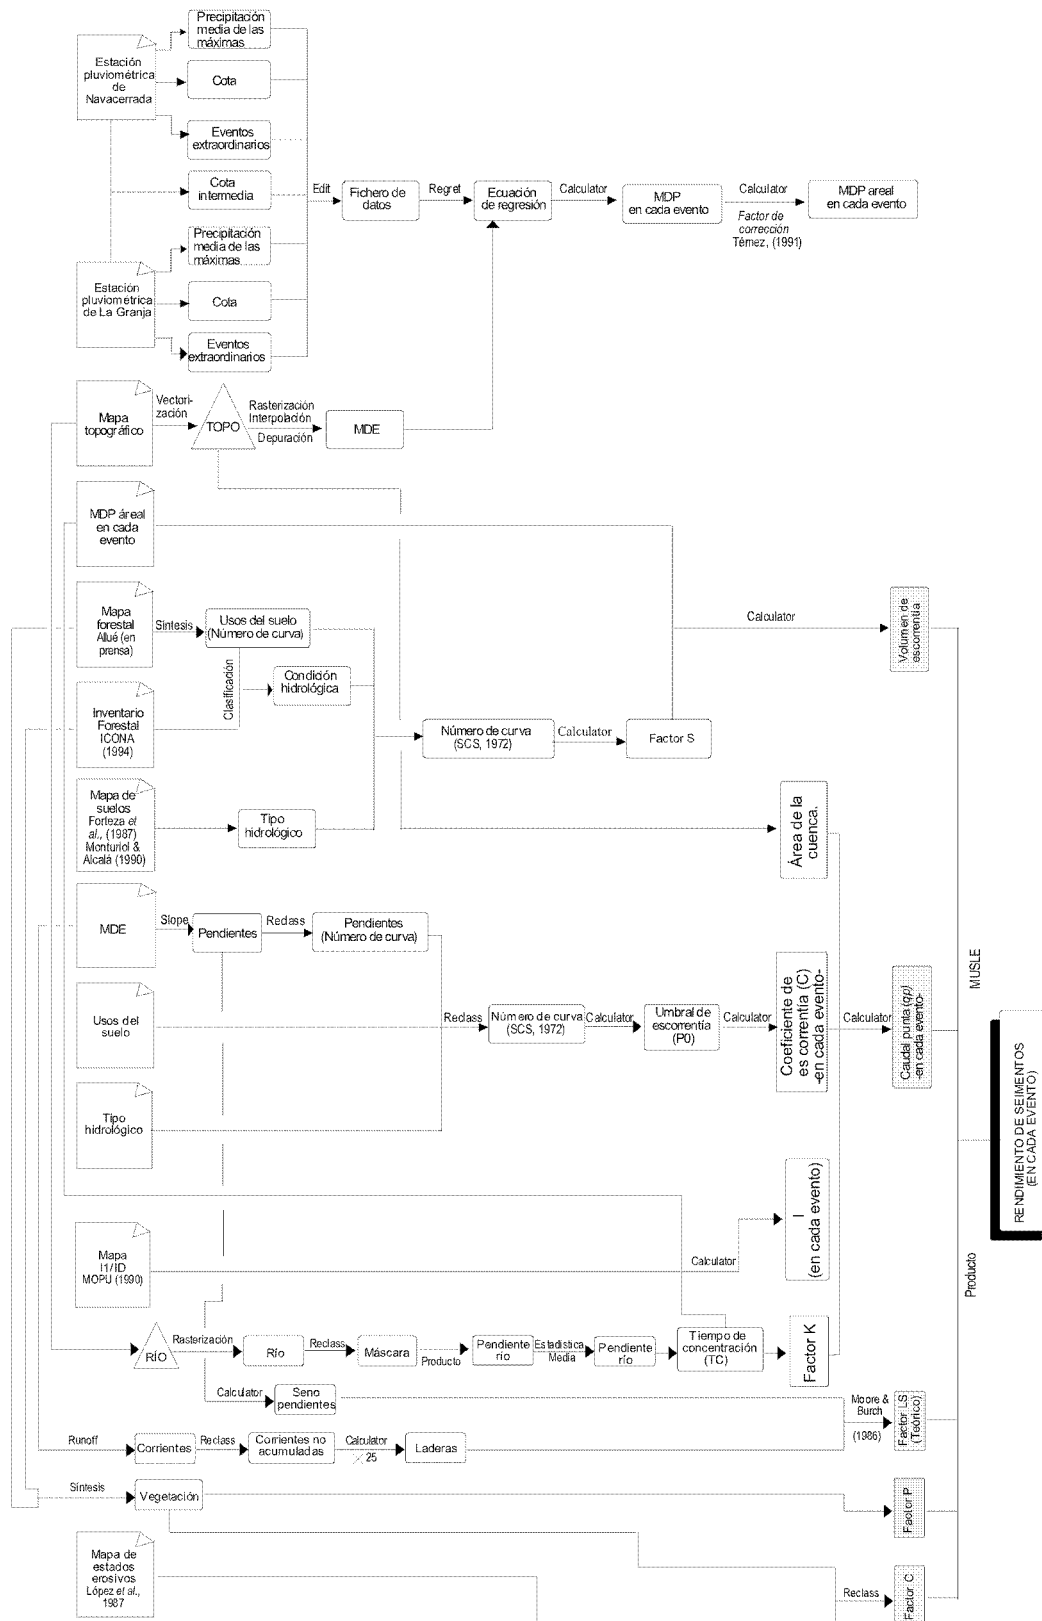 Estación
pluviométrica
de
Navacerrada
Precipitación
media de las
máximas
Cota
Eventos
extraordinarios
Cota
intermedia
Precipitación
media de las
máximas
Estación
pluviométrica
de La Granja
Cota
Eventos
extraordinarios
Edit
Fichero de
datos
Regret
Ecuación
de regresión
Calculator
MDP
en cada evento
Calculator
Factor de
corrección
Témez, (1991)
MDP areal
en cada evento
Mapa
topográfico
Vectori-
zación
TOPO
Rasterización
Interpolación
Depuración
MDE
MDP áreal
en cada
evento
Mapa
forestal
Allué (en
prensa)
Síntesis
Usos del suelo
(Número de curva)
Clasificación
Condición
hidrológica
Inventario
Forestal
ICONA
(1994)
Número de curva
(SCS, 1972)
Calculator
Factor S
Calculator
Volumen de
escorrentía
Mapa de
suelos
Forteza et
al., (1987)
Monturiol &
Alcalá (1990)
Tipo
hidrológico
Área de la
cuenca.
MDE
Slope
Pendientes
Reclass
Pendientes
(Número de curva)
Usos del
suelo
Reclass
Número de curva
(SCS, 1972)
Calculator
Umbral de
escorrentía
(P0)
Calculator
Coeficiente de
es correntía (C)
-en cada evento-
Calculator
Caudal punta (qp)
-en cada evento-
MUSLE
Tipo
hidrológico
RENDIMIENTO DE SEIMENTOS
(EN CADA EVENTO)
Mapa
I1/ID
MOPU (1990)
Calculator
I
(en cada evento)
Producto
RÍO
Rasterización
Río
Reclass
Máscara
Producto
Pendiente
río
Estadística
Media
Pendiente
río
Tiempo de
concentración
(TC)
Factor K
Calculator
Seno
pendientes
Moore &
Burch
(1986)
Factor LS
(Teórico)
Runoff
Corrientes
Reclass
Corrientes no
acumuladas
Calculator
25
Laderas
Síntesis
Vegetación
Factor P
Mapa de
estados
erosivos
López et al.,
1987
Reclass
Factor C